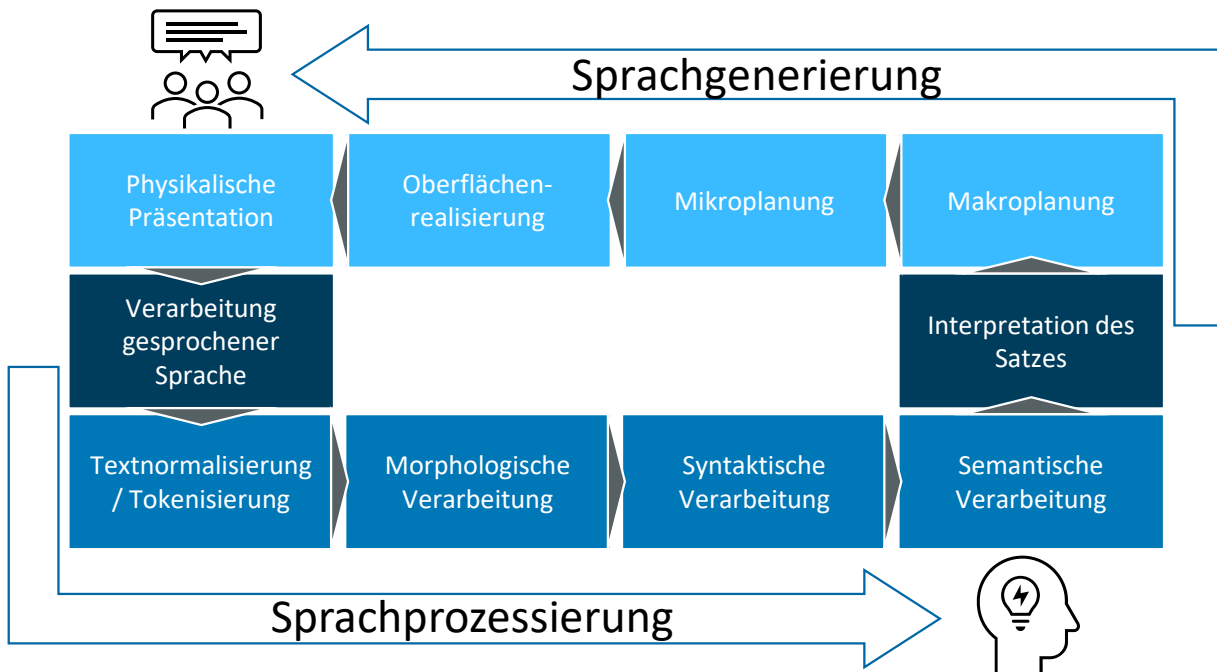 Sprachgenerierung
Physikalische
Präsentation
Oberflächen-
realisierung
Mikroplanung
Makroplanung
Verarbeitung
gesprochener
Sprache
Interpretation des
Satzes
Textnormalisierung
/ Tokenisierung
Morphologische
Verarbeitung
Syntaktische
Verarbeitung
Semantische
Verarbeitung
Sprachprozessierung